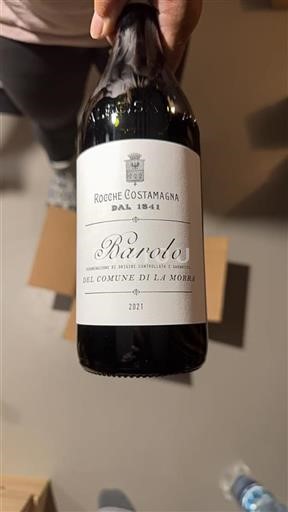 ROCCHE COSTAMAGNA
DAL 1841
Barolo
DENOMINAZIONE DI ORIGINE CONTROLLATA E GARANTITA
DEL COMUNE DI LA MORRA
2021